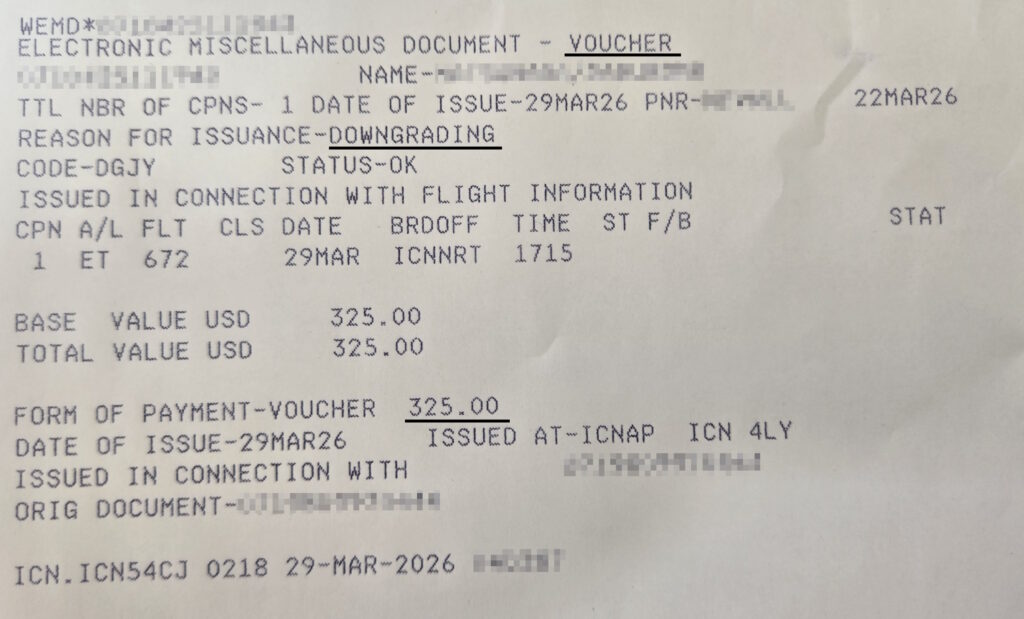 WEMD*
ELECTRONIC MISCELLANEOUS DOCUMENT - VOUCHER
NAME-
TTL NBR OF CPNS- 1 DATE OF ISSUE-29MAR26 PNR- 22MAR26
REASON FOR ISSUANCE-DOWNGRADING
CODE-DGJY STATUS-OK
ISSUED IN CONNECTION WITH FLIGHT INFORMATION
CPN A/L FLT CLS DATE BRDOFF TIME ST F/B STAT
1 ET 672 29MAR ICNNRT 1715
BASE VALUE USD 325.00
TOTAL VALUE USD 325.00
FORM OF PAYMENT-VOUCHER 325.00
DATE OF ISSUE-29MAR26 ISSUED AT-ICNAP ICN 4LY
ISSUED IN CONNECTION WITH
ORIG DOCUMENT-
ICN.ICN54CJ 0218 29-MAR-2026